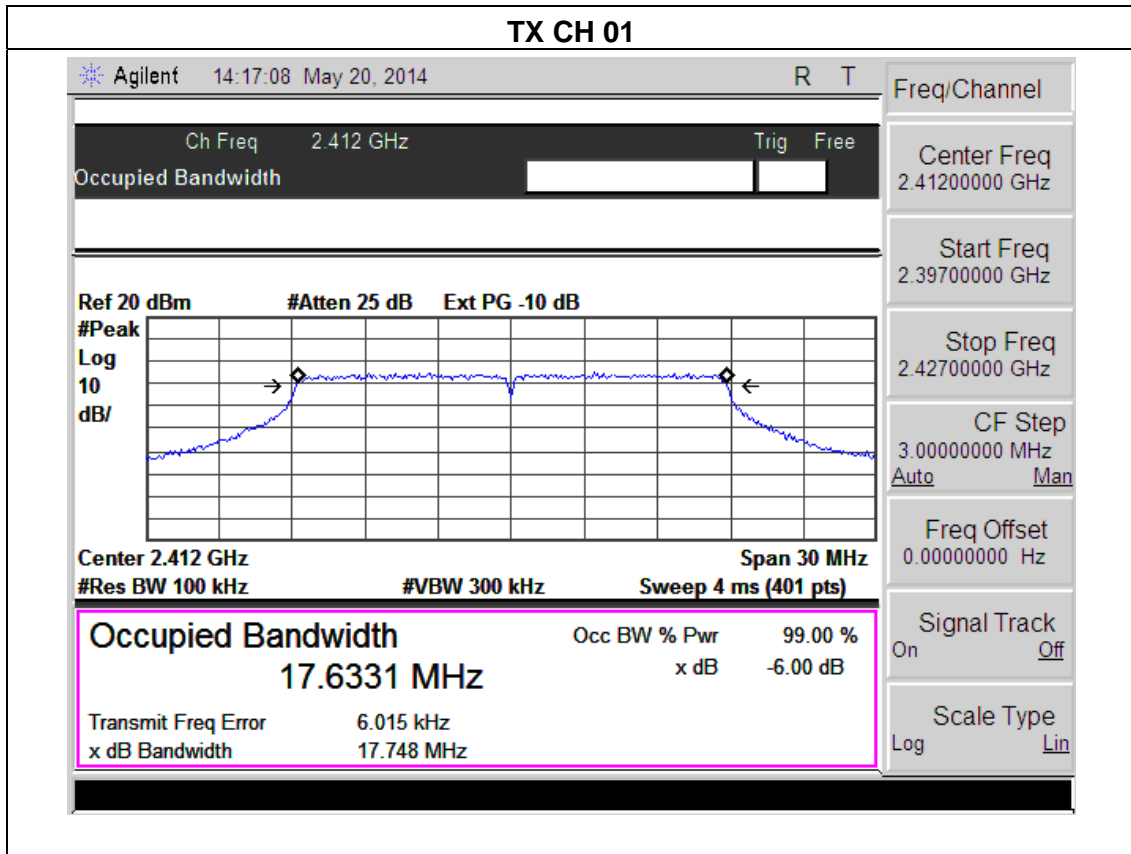 TX CH 01
Agilent 14:17:08 May 20, 2014 R T
Freq/Channel
Ch Freq 2.412 GHz Trig Free
Occupied Bandwidth
Center Freq
2.41200000 GHz
Start Freq
2.39700000 GHz
Ref 20 dBm #Atten 25 dB Ext PG -10 dB
#Peak
Log
10
dB/
Stop Freq
2.42700000 GHz
CF Step
3.00000000 MHz
Auto Man
Center 2.412 GHz Span 30 MHz
#Res BW 100 kHz #VBW 300 kHz Sweep 4 ms (401 pts)
Freq Offset
0.00000000 Hz
Occupied Bandwidth Occ BW % Pwr 99.00 %
17.6331 MHz x dB -6.00 dB
Transmit Freq Error 6.015 kHz
x dB Bandwidth 17.748 MHz
Signal Track
On Off
Scale Type
Log Lin